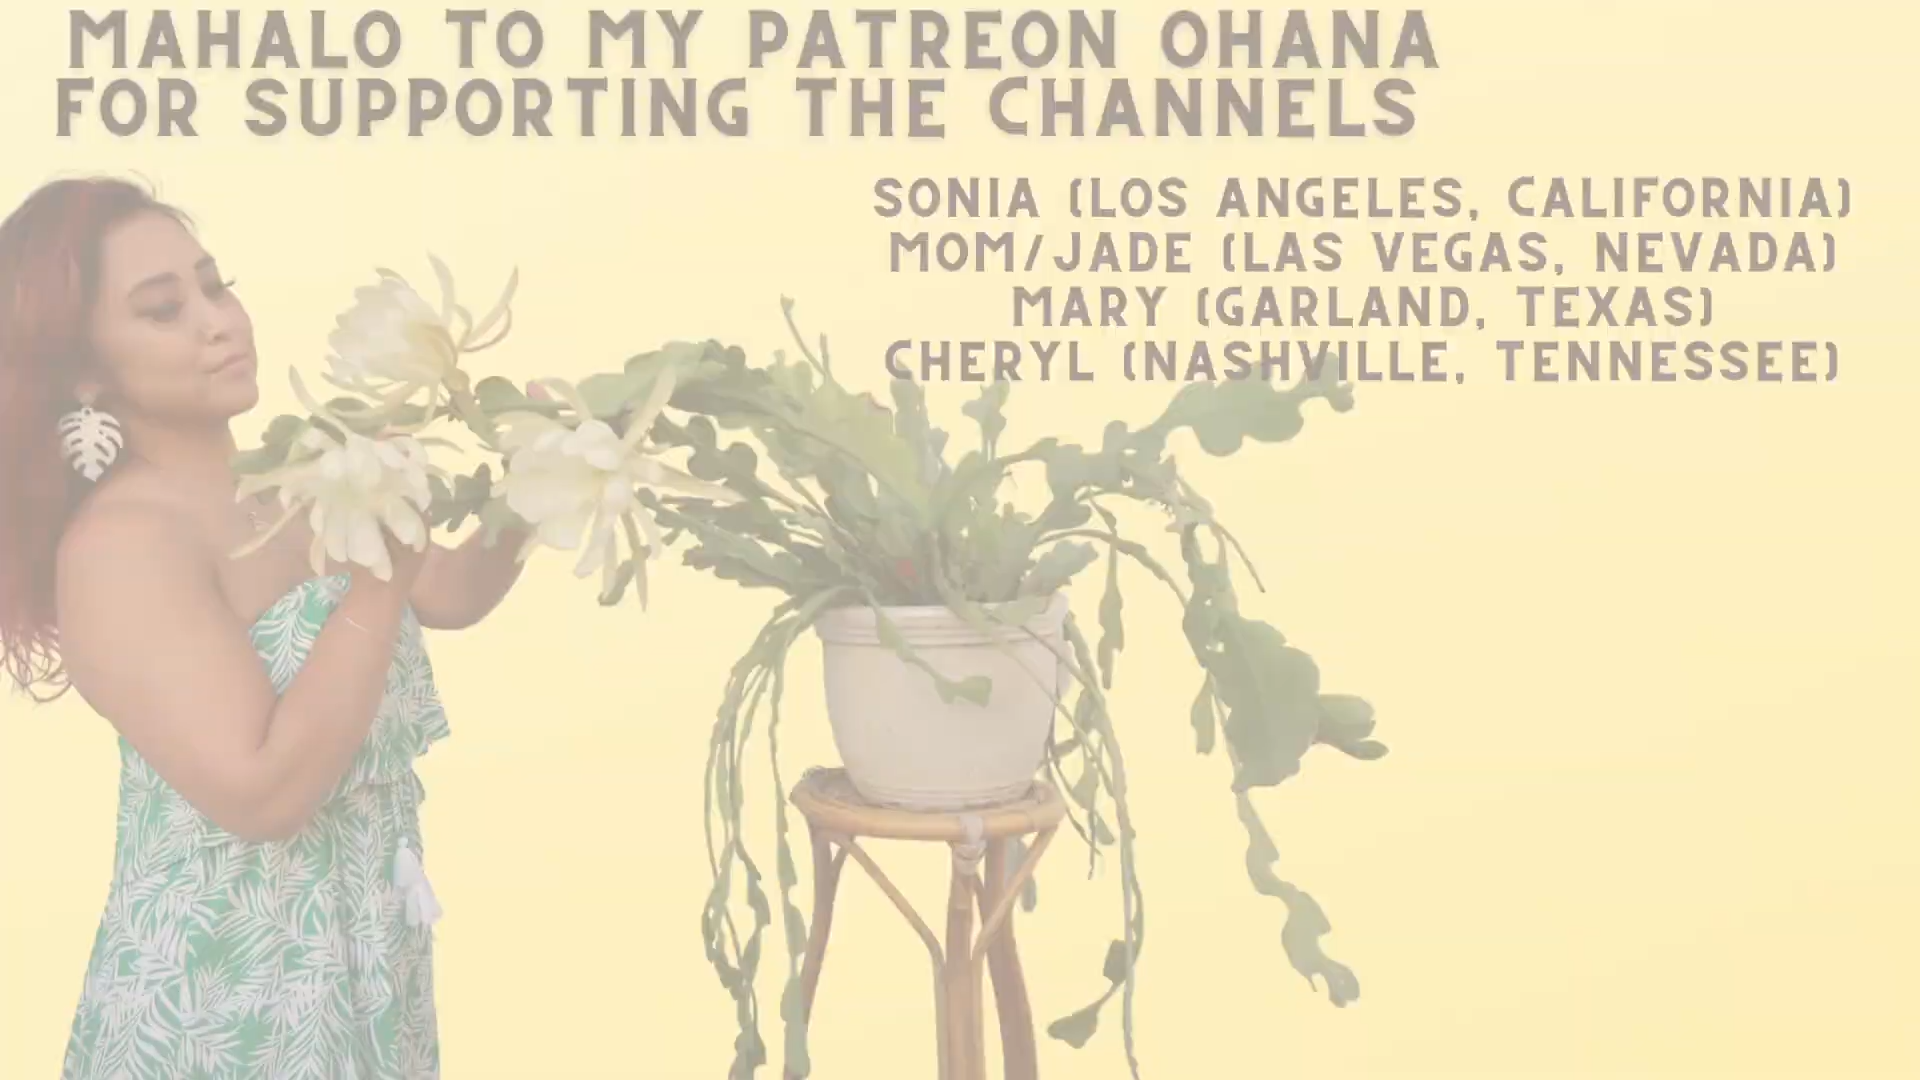 MAHALO TO MY PATREON OHANA
FOR SUPPORTING THE CHANNELS
SONIA (LOS ANGELES, CALIFORNIA)
MOM/JADE (LAS VEGAS, NEVADA)
MARY (GARLAND, TEXAS)
CHERYL (NASHVILLE, TENNESSEE)